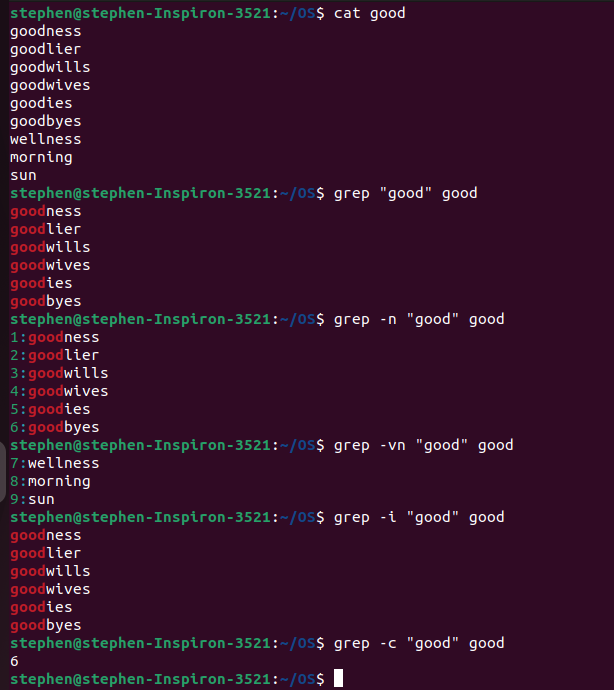 stephen@stephen-Inspiron-3521:~/OS$ cat good
goodness
goodlier
goodwills
goodwives
goodies
goodbyes
wellness
morning
sun
stephen@stephen-Inspiron-3521:~/OS$ grep "good" good
goodness
goodlier
goodwills
goodwives
goodies
goodbyes
stephen@stephen-Inspiron-3521:~/OS$ grep -n "good" good
1:goodness
2:goodlier
3:goodwills
4:goodwives
5:goodies
6:goodbyes
stephen@stephen-Inspiron-3521:~/OS$ grep -vn "good" good
7:wellness
8:morning
9:sun
stephen@stephen-Inspiron-3521:~/OS$ grep -i "good" good
goodness
goodlier
goodwills
goodwives
goodies
goodbyes
stephen@stephen-Inspiron-3521:~/OS$ grep -c "good" good
6
stephen@stephen-Inspiron-3521:~/OS$